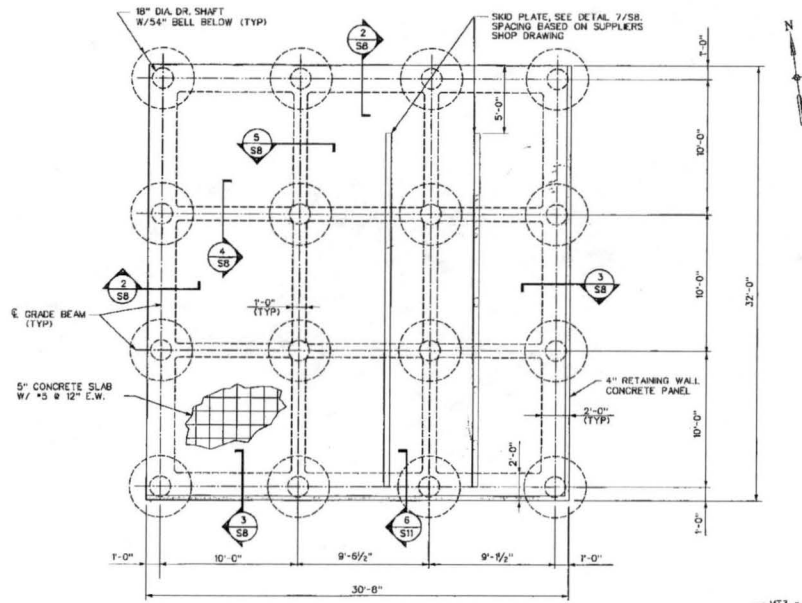 18" DIA. DR. SHAFT
W/54" BELL BELOW (TYP)
2
S8
SKID PLATE, SEE DETAIL 7/S8.
SPACING BASED ON SUPPLIERS
SHOP DRAWING
N
1'-0"
5'-0"
5
S8
10'-0"
4
S8
2
S8
3
S8
10'-0"
32'-0"
1'-0"
(TYP)
℄ GRADE BEAM
(TYP)
5" CONCRETE SLAB
W/ #5 @ 12" E.W.
4" RETAINING WALL
CONCRETE PANEL
2'-0"
(TYP)
10'-0"
2'-0"
3
S8
6
S11
1'-0"
1'-0"
10'-0"
9'-6½"
9'-1½"
1'-0"
30'-8"